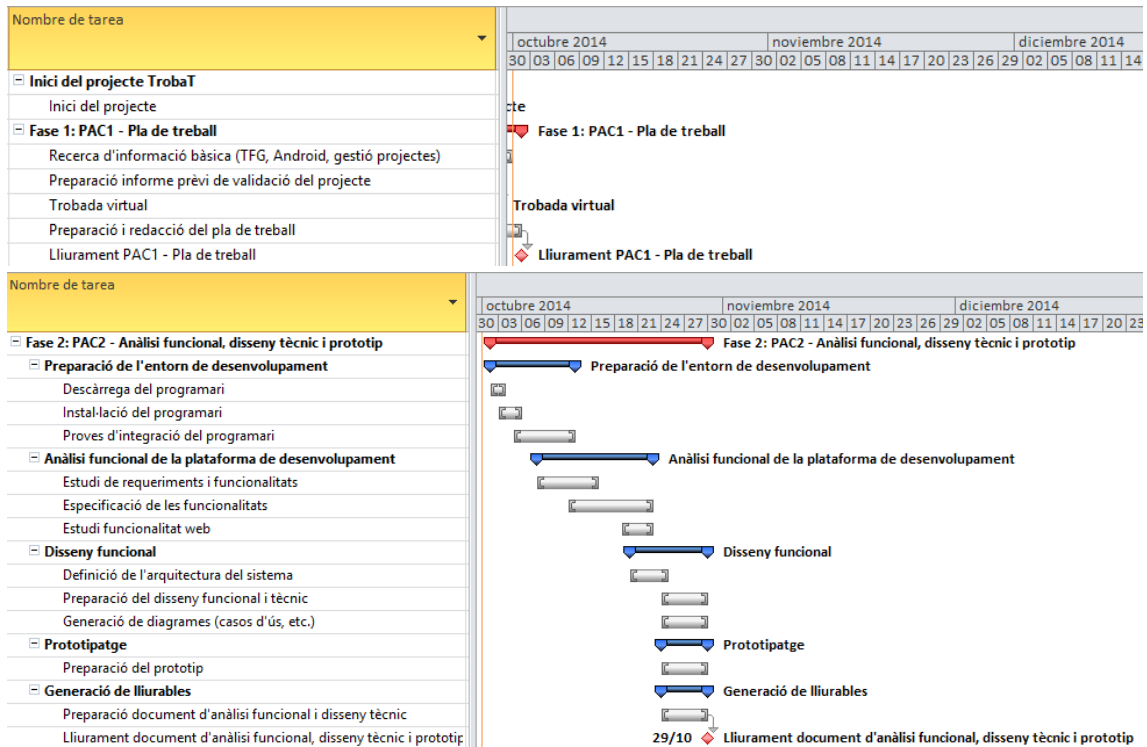 Nombre de tarea
octubre 2014 noviembre 2014 diciembre 2014
30 03 06 09 12 15 18 21 24 27 30 02 05 08 11 14 17 20 23 26 29 02 05 08 11 14
Inici del projecte TrobaT
Inici del projecte cte
Fase 1: PAC1 - Pla de treball Fase 1: PAC1 - Pla de treball
Recerca d'informació bàsica (TFG, Android, gestió projectes)
Preparació informe prèvi de validació del projecte
Trobada virtual Trobada virtual
Preparació i redacció del pla de treball
Lliurament PAC1 - Pla de treball Lliurament PAC1 - Pla de treball
Nombre de tarea
octubre 2014 noviembre 2014 diciembre 2014
30 03 06 09 12 15 18 21 24 27 30 02 05 08 11 14 17 20 23 26 29 02 05 08 11 14 17 20 23
Fase 2: PAC2 - Anàlisi funcional, disseny tècnic i prototip Fase 2: PAC2 - Anàlisi funcional, disseny tècnic i prototip
Preparació de l'entorn de desenvolupament Preparació de l'entorn de desenvolupament
Descàrrega del programari
Instal·lació del programari
Proves d'integració del programari
Anàlisi funcional de la plataforma de desenvolupament Anàlisi funcional de la plataforma de desenvolupament
Estudi de requeriments i funcionalitats
Especificació de les funcionalitats
Estudi funcionalitat web
Disseny funcional Disseny funcional
Definició de l'arquitectura del sistema
Preparació del disseny funcional i tècnic
Generació de diagrames (casos d'ús, etc.)
Prototipatge Prototipatge
Preparació del prototip
Generació de lliurables Generació de lliurables
Preparació document d'anàlisi funcional i disseny tècnic
Lliurament document d'anàlisi funcional, disseny tècnic i prototip 29/10 Lliurament document d'anàlisi funcional, disseny tècnic i prototip